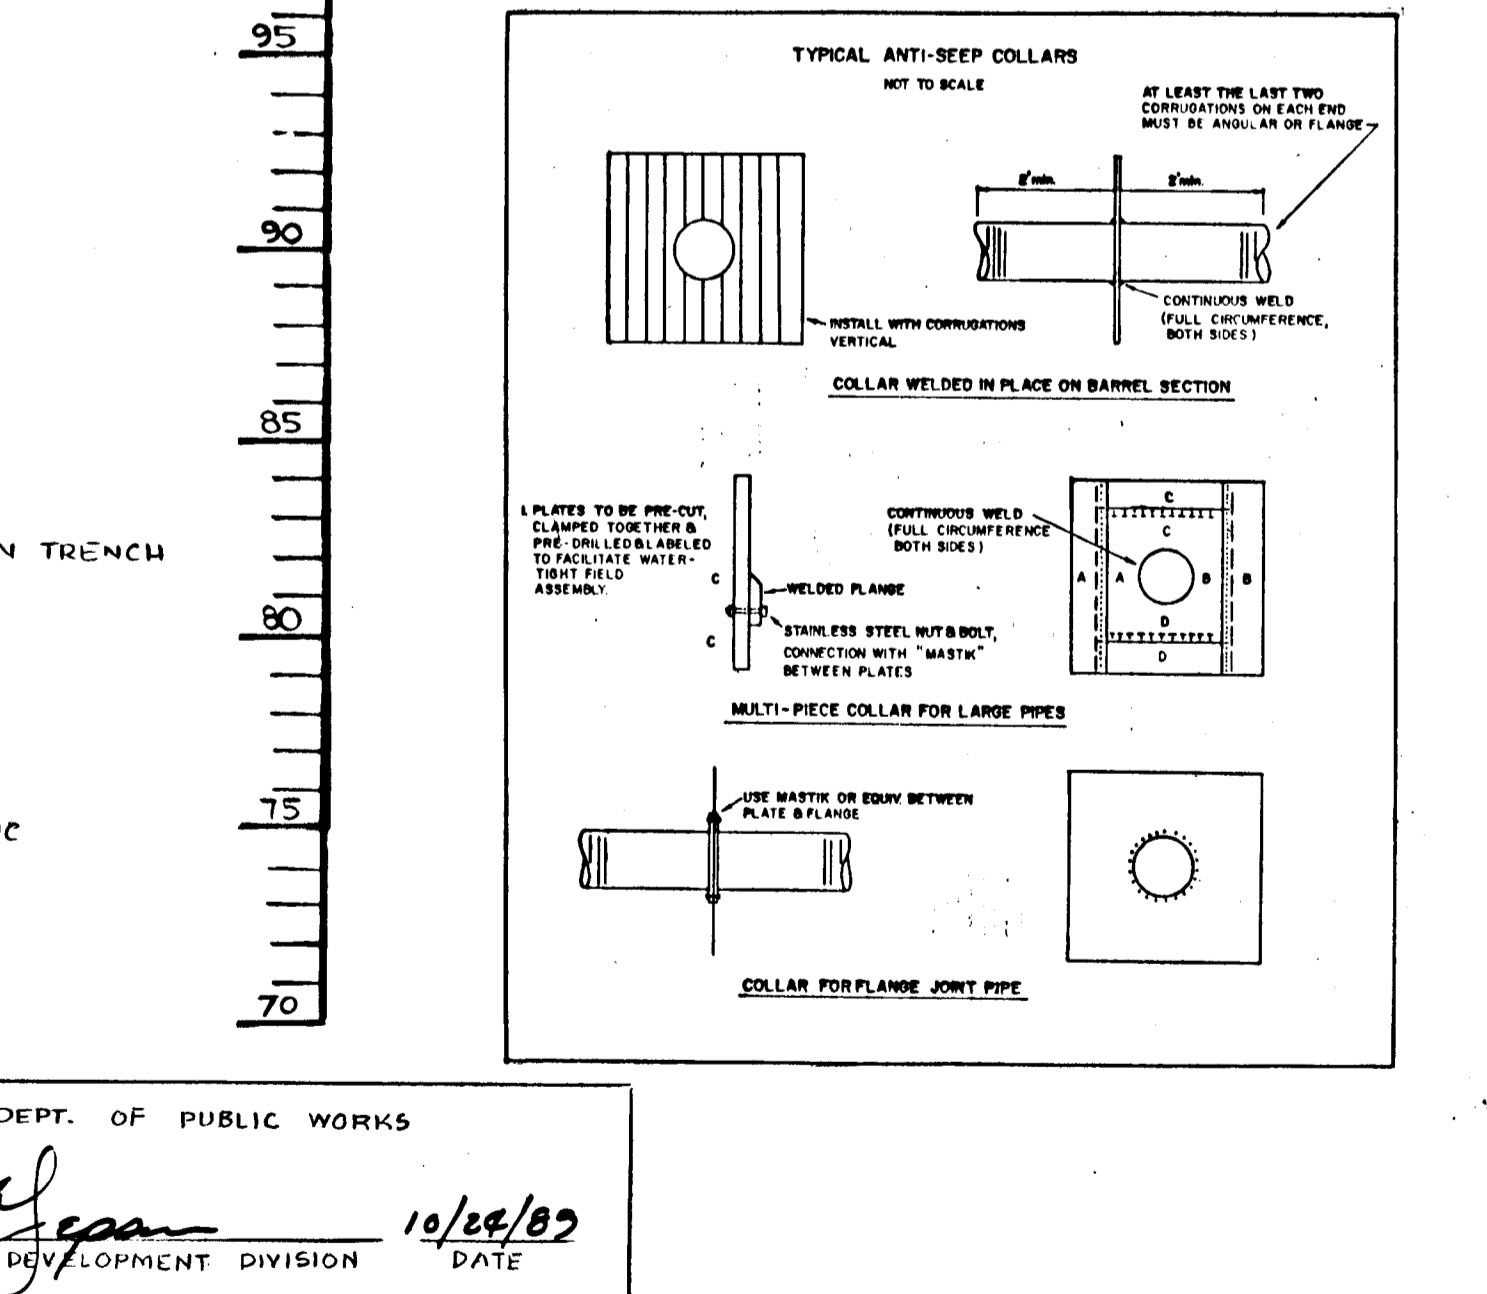 95
90
85
N TRENCH
80
75
70
TYPICAL ANTI-SEEP COLLARS
NOT TO SCALE
AT LEAST THE LAST TWO
CORRUGATIONS ON EACH END
MUST BE ANGULAR OR FLANGE
2' min. 2' min.
INSTALL WITH CORRUGATIONS
VERTICAL
CONTINUOUS WELD
(FULL CIRCUMFERENCE,
BOTH SIDES)
COLLAR WELDED IN PLACE ON BARREL SECTION
1. PLATES TO BE PRE-CUT,
CLAMPED TOGETHER &
PRE-DRILLED & LABELED
TO FACILITATE WATER-
TIGHT FIELD
ASSEMBLY.
C
C
WELDED FLANGE
STAINLESS STEEL NUT & BOLT,
CONNECTION WITH "MASTIK"
BETWEEN PLATES
CONTINUOUS WELD
(FULL CIRCUMFERENCE
BOTH SIDES)
C
C
A A B B
D
D
MULTI-PIECE COLLAR FOR LARGE PIPES
USE MASTIK OR EQUIV. BETWEEN
PLATE & FLANGE
COLLAR FOR FLANGE JOINT PIPE
DEPT. OF PUBLIC WORKS
10/24/89
DEVELOPMENT DIVISION DATE